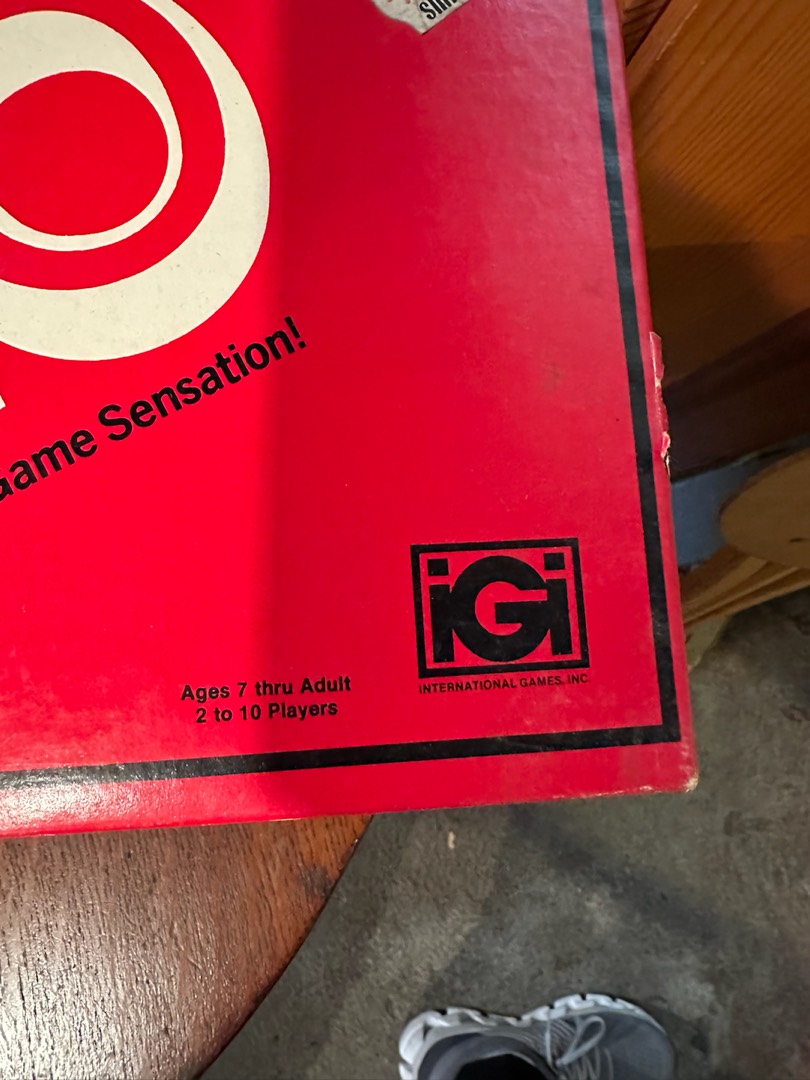 Game Sensation!
iGi
INTERNATIONAL GAMES, INC.
Ages 7 thru Adult
2 to 10 Players